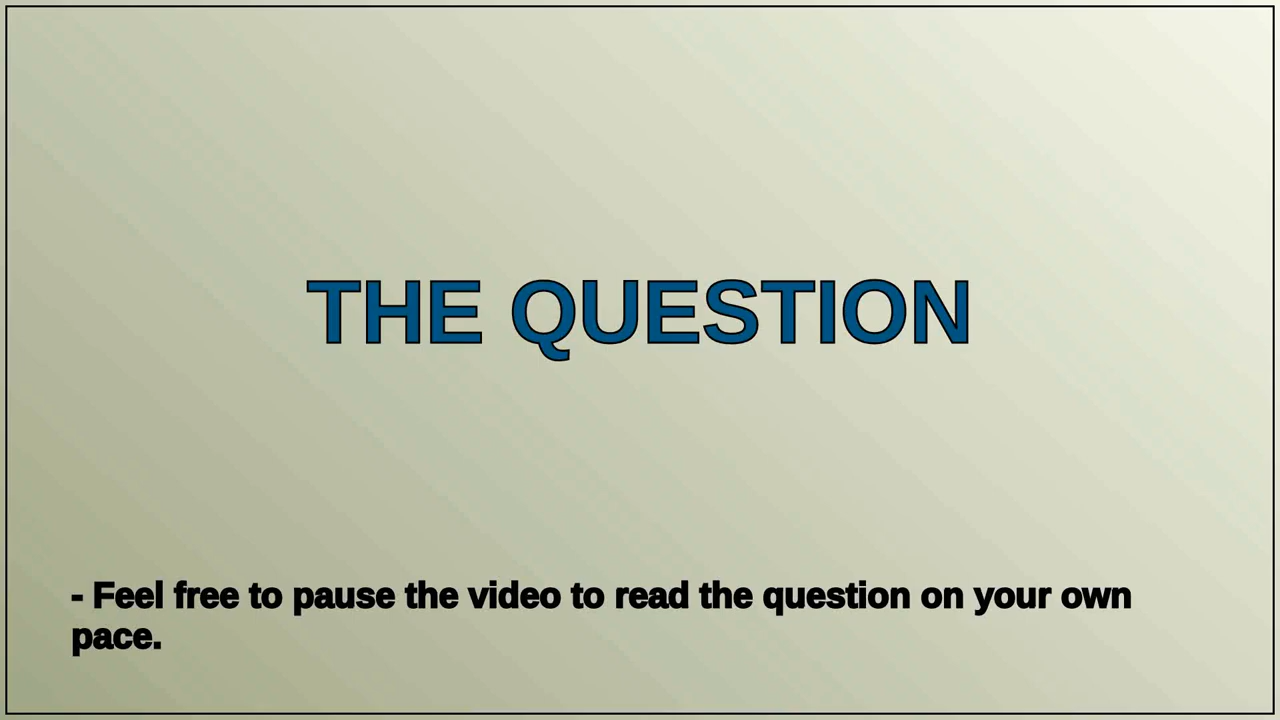 THE QUESTION
- Feel free to pause the video to read the question on your own
pace.